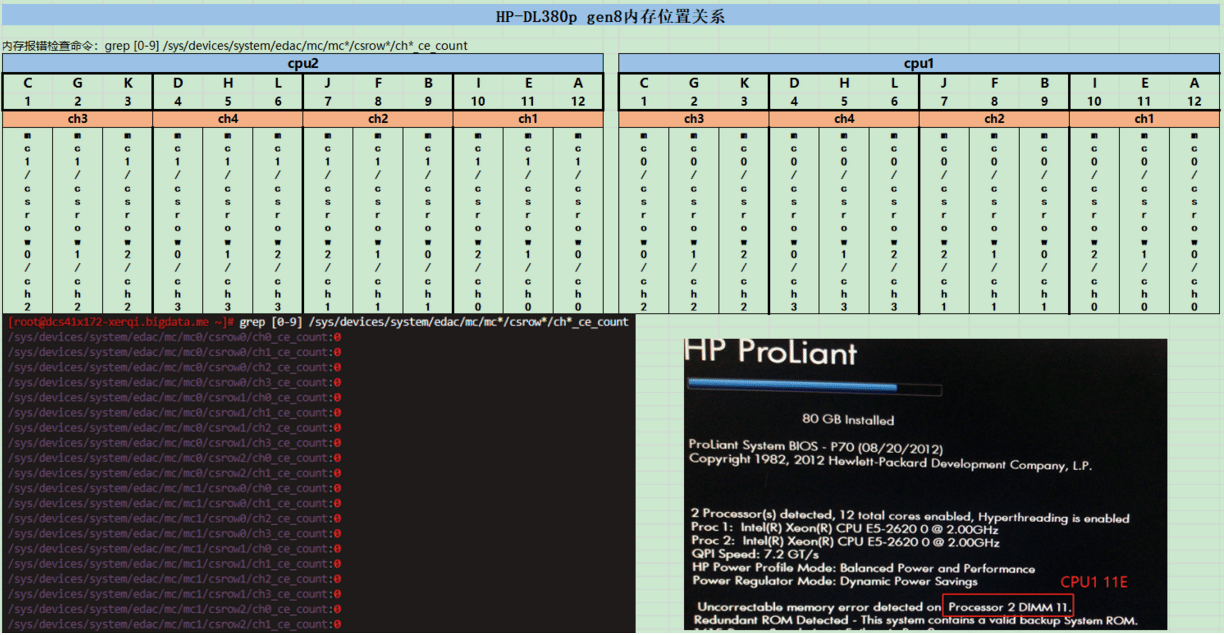 HP-DL380p gen8内存位置关系
内存报错检查命令：grep [0-9] /sys/devices/system/edac/mc/mc*/csrow*/ch*_ce_count
cpu2
C G K D H L J F B I E A
1 2 3 4 5 6 7 8 9 10 11 12
ch3 ch4 ch2 ch1
mc1/csrow0/ch2
mc1/csrow1/ch2
mc1/csrow2/ch2
mc1/csrow0/ch3
mc1/csrow1/ch3
mc1/csrow2/ch3
mc1/csrow2/ch1
mc1/csrow1/ch1
mc1/csrow0/ch1
mc1/csrow2/ch0
mc1/csrow1/ch0
mc1/csrow0/ch0
cpu1
C G K D H L J F B I E A
1 2 3 4 5 6 7 8 9 10 11 12
ch3 ch4 ch2 ch1
mc0/csrow0/ch2
mc0/csrow1/ch2
mc0/csrow2/ch2
mc0/csrow0/ch3
mc0/csrow1/ch3
mc0/csrow2/ch3
mc0/csrow2/ch1
mc0/csrow1/ch1
mc0/csrow0/ch1
mc0/csrow2/ch0
mc0/csrow1/ch0
mc0/csrow0/ch0
[root@dcs41x172-xerqi.bigdata.me ~]# grep [0-9] /sys/devices/system/edac/mc/mc*/csrow*/ch*_ce_count
/sys/devices/system/edac/mc/mc0/csrow0/ch0_ce_count:0
/sys/devices/system/edac/mc/mc0/csrow0/ch1_ce_count:0
/sys/devices/system/edac/mc/mc0/csrow0/ch2_ce_count:0
/sys/devices/system/edac/mc/mc0/csrow0/ch3_ce_count:0
/sys/devices/system/edac/mc/mc0/csrow1/ch0_ce_count:0
/sys/devices/system/edac/mc/mc0/csrow1/ch1_ce_count:0
/sys/devices/system/edac/mc/mc0/csrow1/ch2_ce_count:0
/sys/devices/system/edac/mc/mc0/csrow1/ch3_ce_count:0
/sys/devices/system/edac/mc/mc0/csrow2/ch0_ce_count:0
/sys/devices/system/edac/mc/mc0/csrow2/ch1_ce_count:0
/sys/devices/system/edac/mc/mc1/csrow0/ch0_ce_count:0
/sys/devices/system/edac/mc/mc1/csrow0/ch1_ce_count:0
/sys/devices/system/edac/mc/mc1/csrow0/ch2_ce_count:0
/sys/devices/system/edac/mc/mc1/csrow0/ch3_ce_count:0
/sys/devices/system/edac/mc/mc1/csrow1/ch0_ce_count:0
/sys/devices/system/edac/mc/mc1/csrow1/ch1_ce_count:0
/sys/devices/system/edac/mc/mc1/csrow1/ch2_ce_count:0
/sys/devices/system/edac/mc/mc1/csrow1/ch3_ce_count:0
/sys/devices/system/edac/mc/mc1/csrow2/ch0_ce_count:0
/sys/devices/system/edac/mc/mc1/csrow2/ch1_ce_count:0
HP ProLiant
80 GB Installed
ProLiant System BIOS - P70 (08/20/2012)
Copyright 1982, 2012 Hewlett-Packard Development Company, L.P.
2 Processor(s) detected, 12 total cores enabled, Hyperthreading is enabled
Proc 1: Intel(R) Xeon(R) CPU E5-2620 0 @ 2.00GHz
Proc 2: Intel(R) Xeon(R) CPU E5-2620 0 @ 2.00GHz
QPI Speed: 7.2 GT/s
HP Power Profile Mode: Balanced Power and Performance
Power Regulator Mode: Dynamic Power Savings
CPU1 11E
Uncorrectable memory error detected on Processor 2 DIMM 11.
Redundant ROM Detected - This system contains a valid backup System ROM.